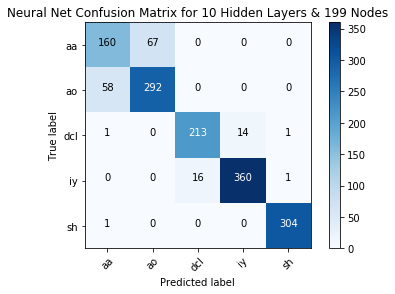 Neural Net Confusion Matrix for 10 Hidden Layers & 199 Nodes
aa 160 67 0 0 0
ao 58 292 0 0 0
dcl 1 0 213 14 1
iy 0 0 16 360 1
sh 1 0 0 0 304
aa ao dcl iy sh
True label
Predicted label
350
300
250
200
150
100
50
0